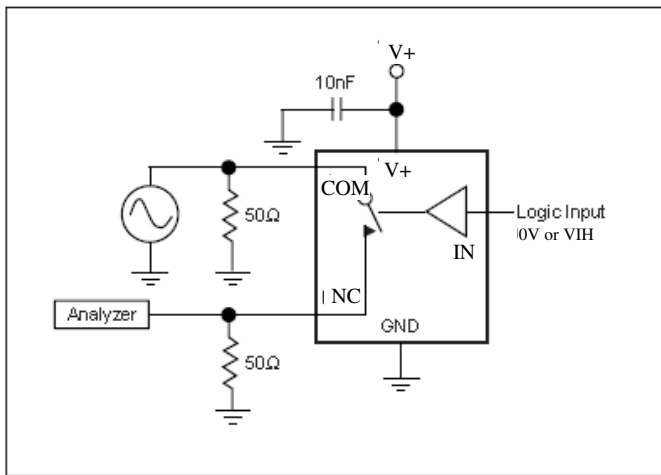 V+
10nF
V+
COM
50Ω
Logic Input
0V or VIH
IN
NC
Analyzer
GND
50Ω